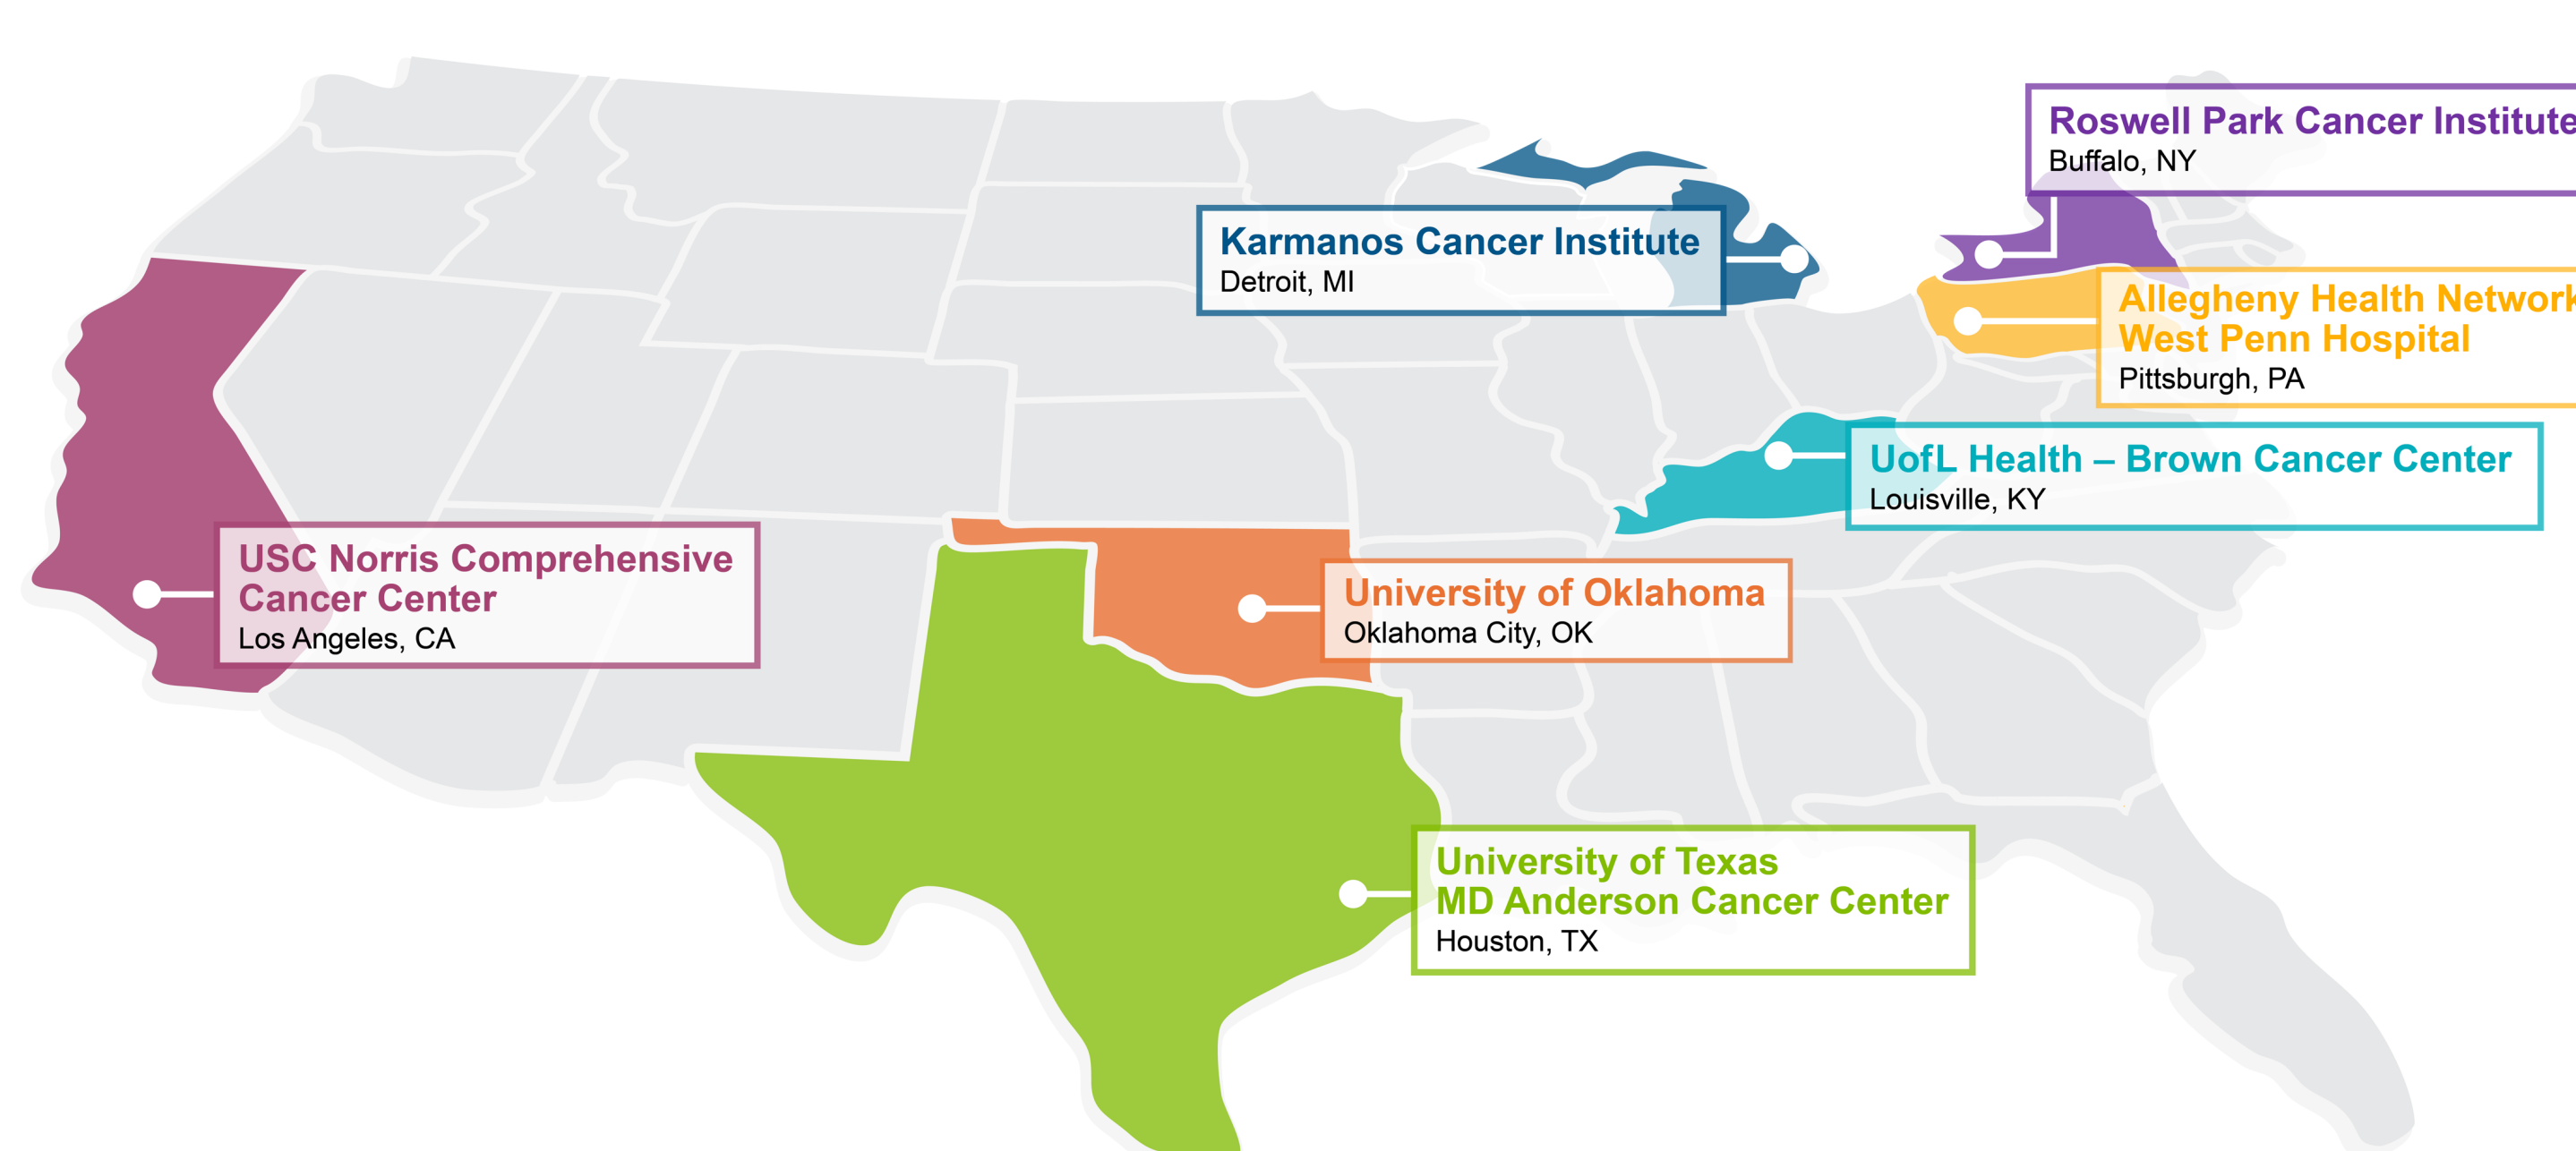 Roswell Park Cancer Institute
Buffalo, NY
Karmanos Cancer Institute
Detroit, MI
Allegheny Health Network
West Penn Hospital
Pittsburgh, PA
UofL Health – Brown Cancer Center
Louisville, KY
USC Norris Comprehensive
Cancer Center
Los Angeles, CA
University of Oklahoma
Oklahoma City, OK
University of Texas
MD Anderson Cancer Center
Houston, TX